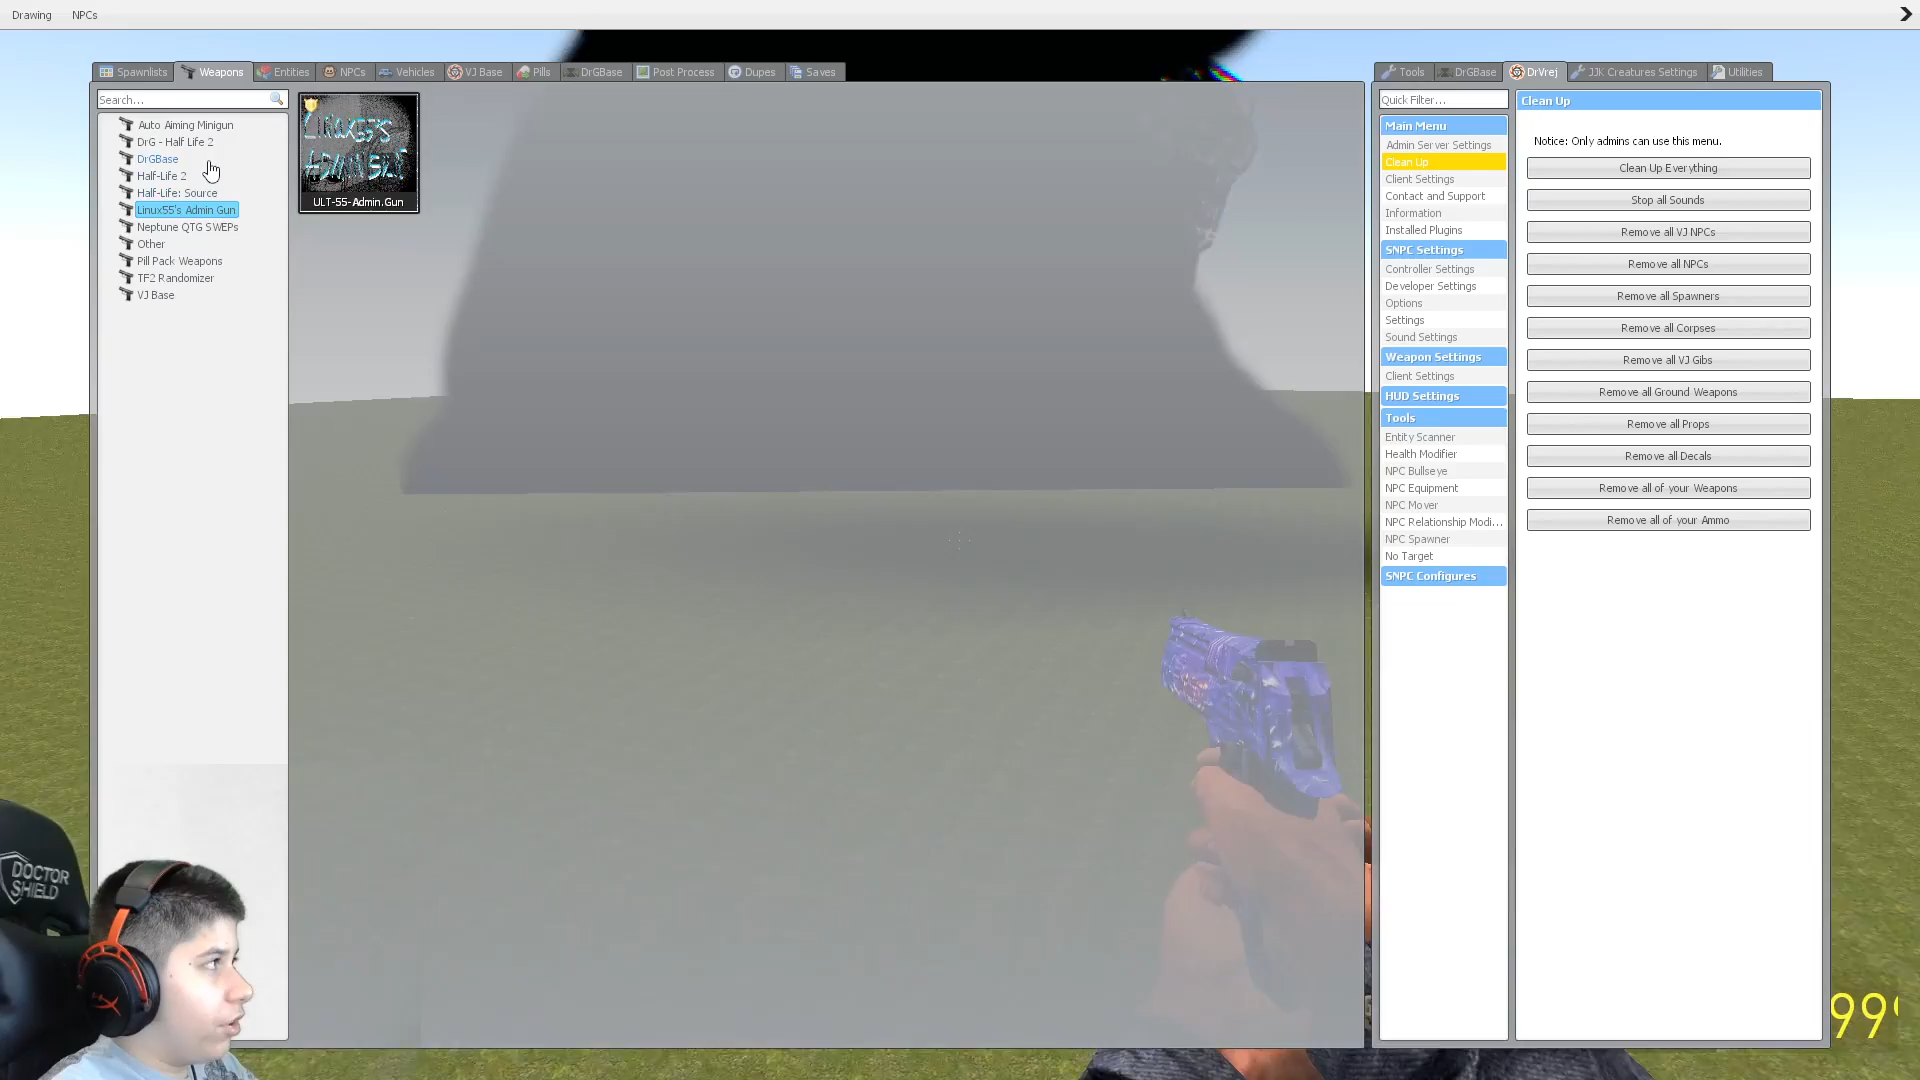 Drawing NPCs
Spawnlists Weapons Entities NPCs Vehicles VJ Base Pills DrGBase Post Process Dupes Saves
Search...
Auto Aiming Minigun
DrG - Half Life 2
DrGBase
Half-Life 2
Half-Life: Source
Linux55's Admin Gun
Neptune QTG SWEPs
Other
Pill Pack Weapons
TF2 Randomizer
VJ Base
LINUX55'S
ULT-55-Admin.Gun
Tools DrGBase DrVrej JJK Creatures Settings Utilities
Quick Filter...
Main Menu
Admin Server Settings
Clean Up
Client Settings
Contact and Support
Information
Installed Plugins
SNPC Settings
Controller Settings
Developer Settings
Options
Settings
Sound Settings
Weapon Settings
Client Settings
HUD Settings
Tools
Entity Scanner
Health Modifier
NPC Bullseye
NPC Equipment
NPC Mover
NPC Relationship Modi...
NPC Spawner
No Target
SNPC Configures
Clean Up
Notice: Only admins can use this menu.
Clean Up Everything
Stop all Sounds
Remove all VJ NPCs
Remove all NPCs
Remove all Spawners
Remove all Corpses
Remove all VJ Gibs
Remove all Ground Weapons
Remove all Props
Remove all Decals
Remove all of your Weapons
Remove all of your Ammo
DOCTOR
SHIELD